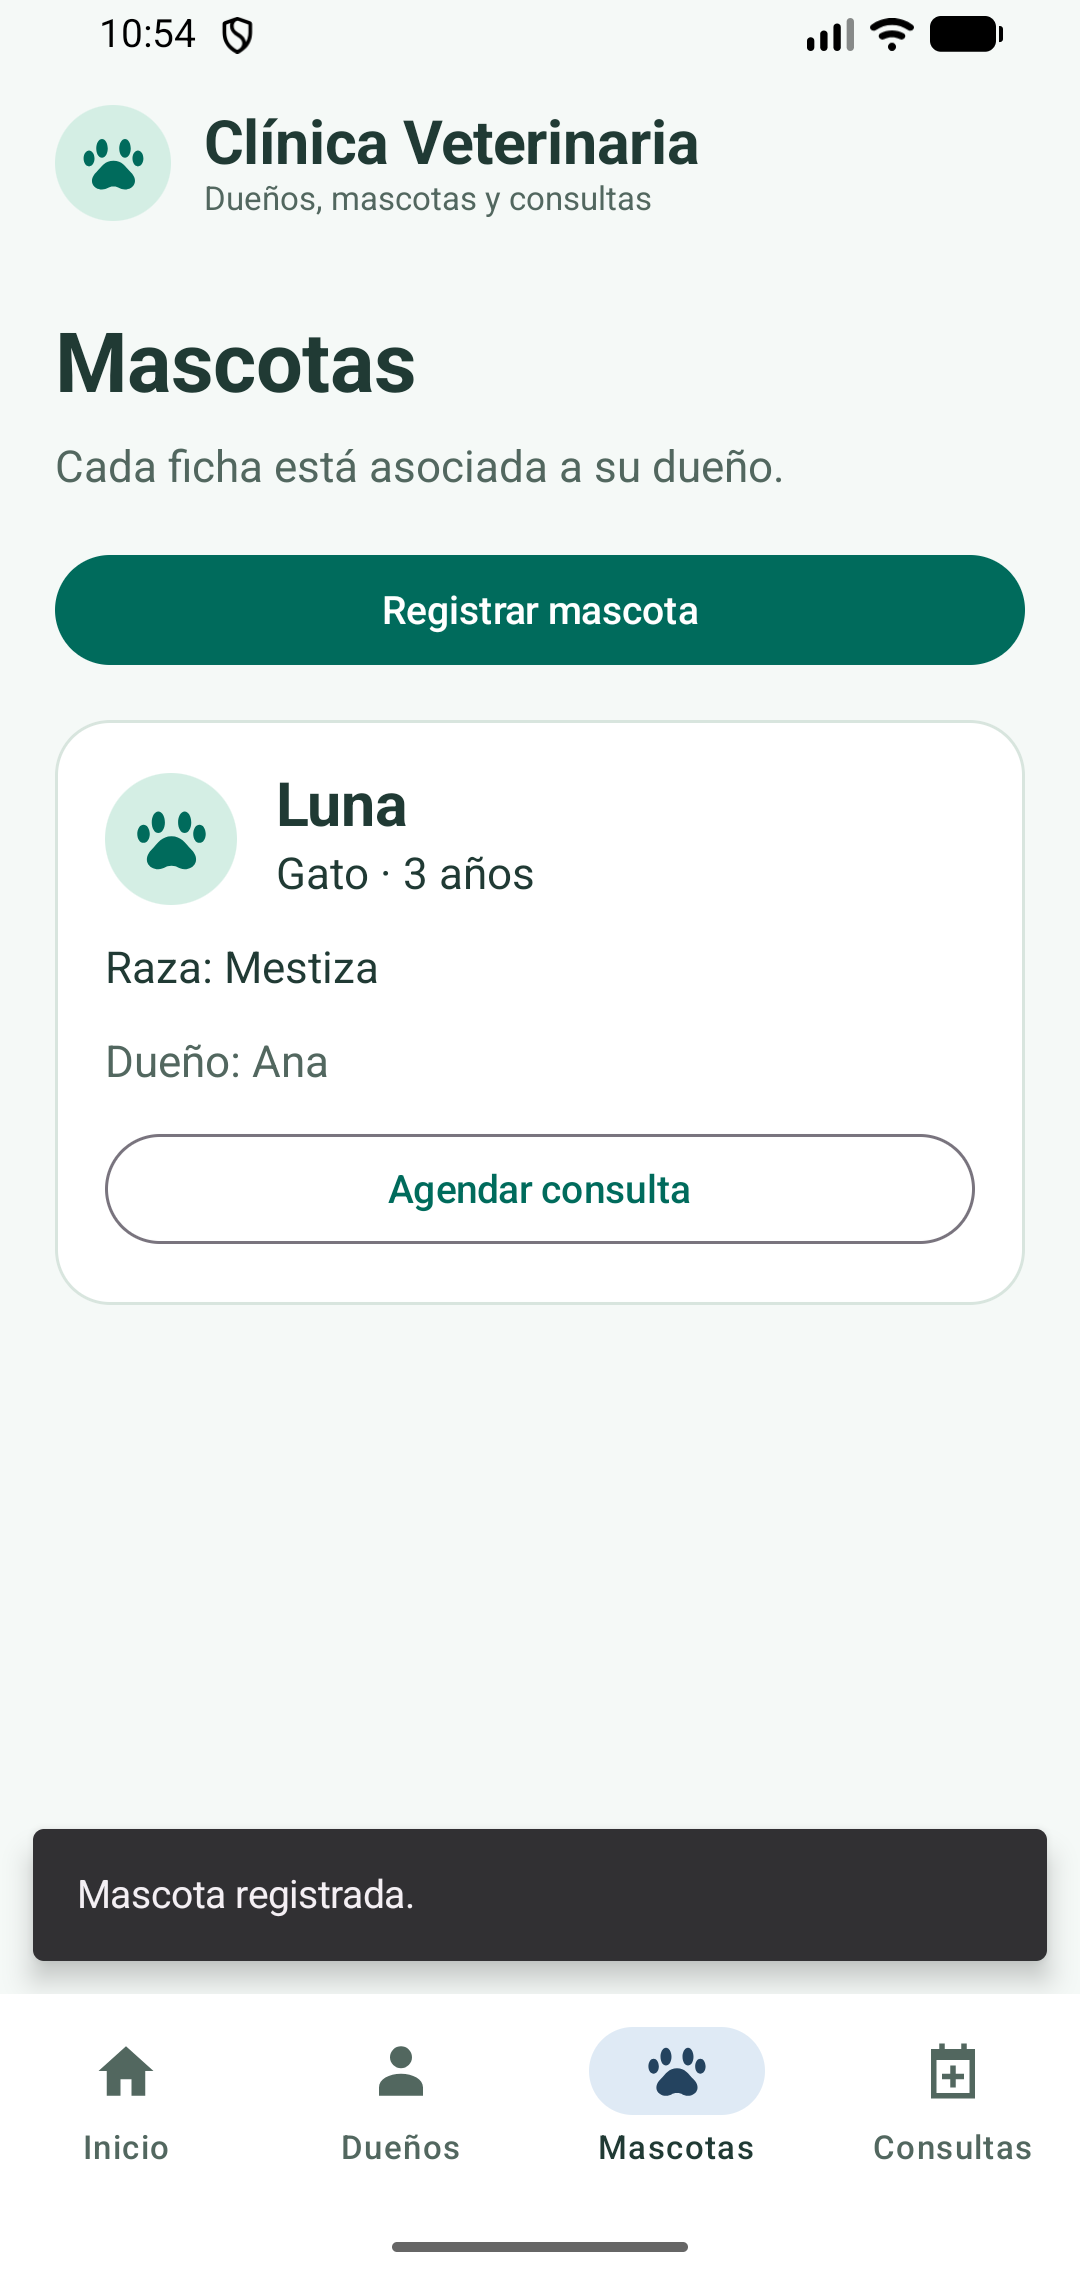 10:54
Clínica Veterinaria
Dueños, mascotas y consultas
Mascotas
Cada ficha está asociada a su dueño.
Registrar mascota
Luna
Gato · 3 años
Raza: Mestiza
Dueño: Ana
Agendar consulta
Mascota registrada.
Inicio
Dueños
Mascotas
Consultas